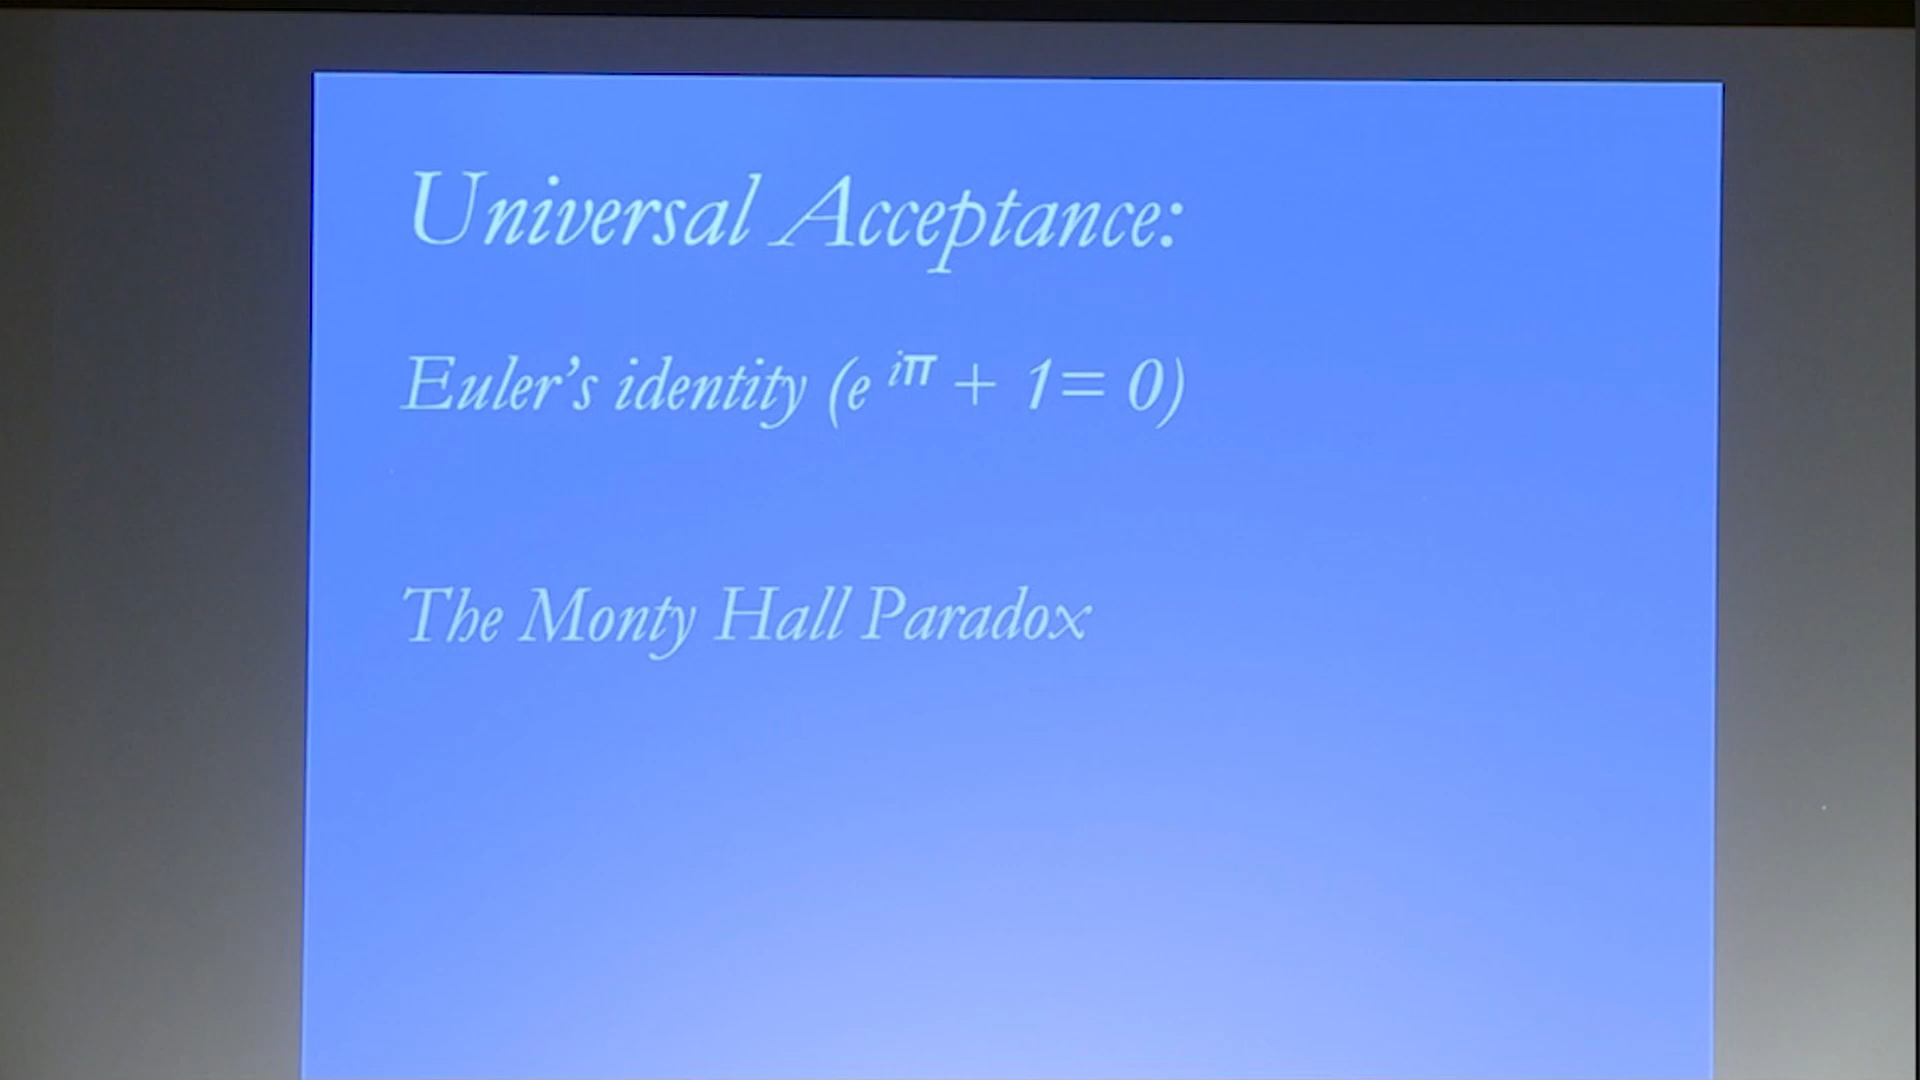 Universal Acceptance:
Euler's identity (e iπ + 1≡ 0)
The Monty Hall Paradox